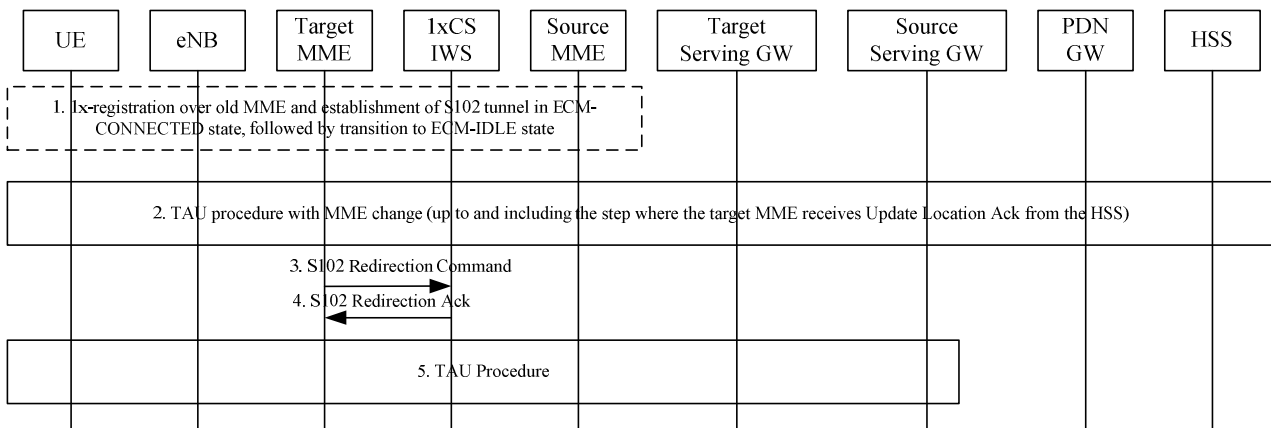 UE
eNB
Target
MME
1xCS
IWS
Source
MME
Target
Serving GW
Source
Serving GW
PDN
GW
HSS
1. 1x-registration over old MME and establishment of S102 tunnel in ECM-
CONNECTED state, followed by transition to ECM-IDLE state
2. TAU procedure with MME change (up to and including the step where the target MME receives Update Location Ack from the HSS)
3. S102 Redirection Command
4. S102 Redirection Ack
5. TAU Procedure